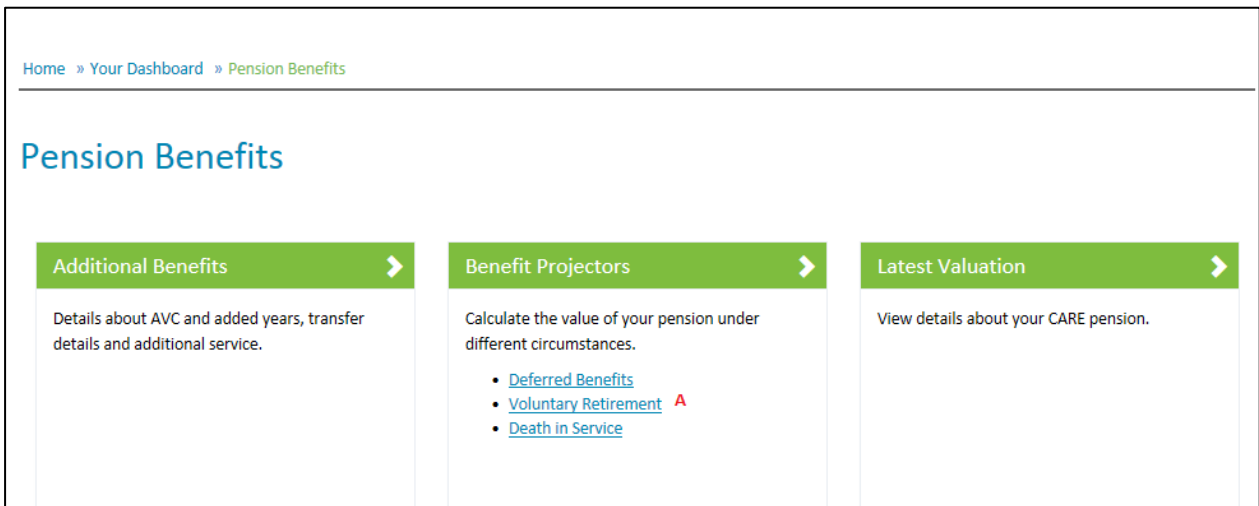 Home » Your Dashboard » Pension Benefits
Pension Benefits
Additional Benefits
Details about AVC and added years, transfer
details and additional service.
Benefit Projectors
Calculate the value of your pension under
different circumstances.
• Deferred Benefits
• Voluntary Retirement A
• Death in Service
Latest Valuation
View details about your CARE pension.